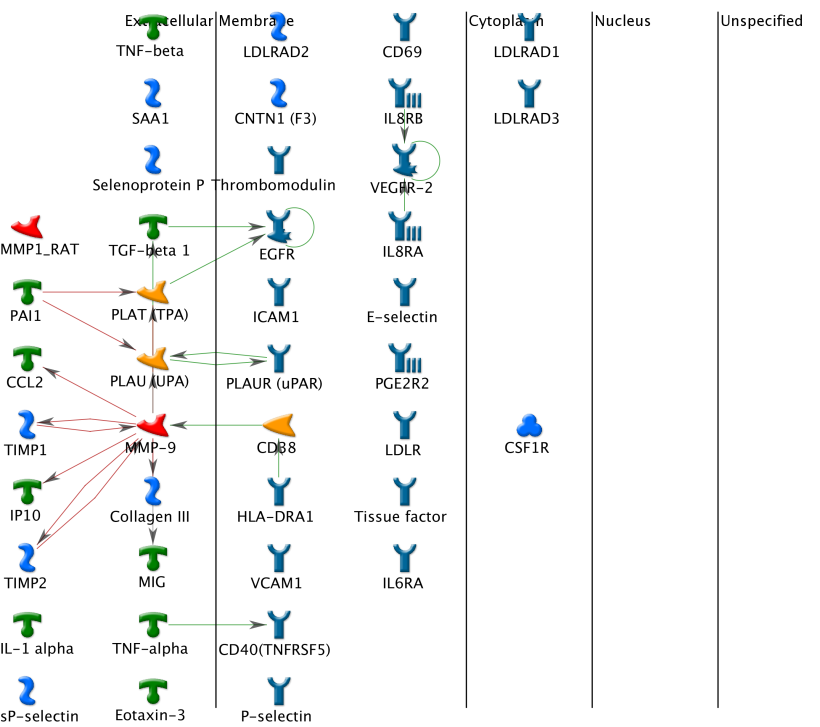 Extracellular Membrane Cytoplasm Nucleus Unspecified
TNF-beta LDLRAD2 CD69 LDLRAD1
SAA1 CNTN1 (F3) IL8RB LDLRAD3
Selenoprotein P Thrombomodulin VEGFR-2
MMP1_RAT TGF-beta 1 EGFR IL8RA
PAI1 PLAT (TPA) ICAM1 E-selectin
CCL2 PLAU (UPA) PLAUR (uPAR) PGE2R2
TIMP1 MMP-9 CD38 LDLR CSF1R
IP10 Collagen III HLA-DRA1 Tissue factor
TIMP2 MIG VCAM1 IL6RA
IL-1 alpha TNF-alpha CD40(TNFRSF5)
sP-selectin Eotaxin-3 P-selectin